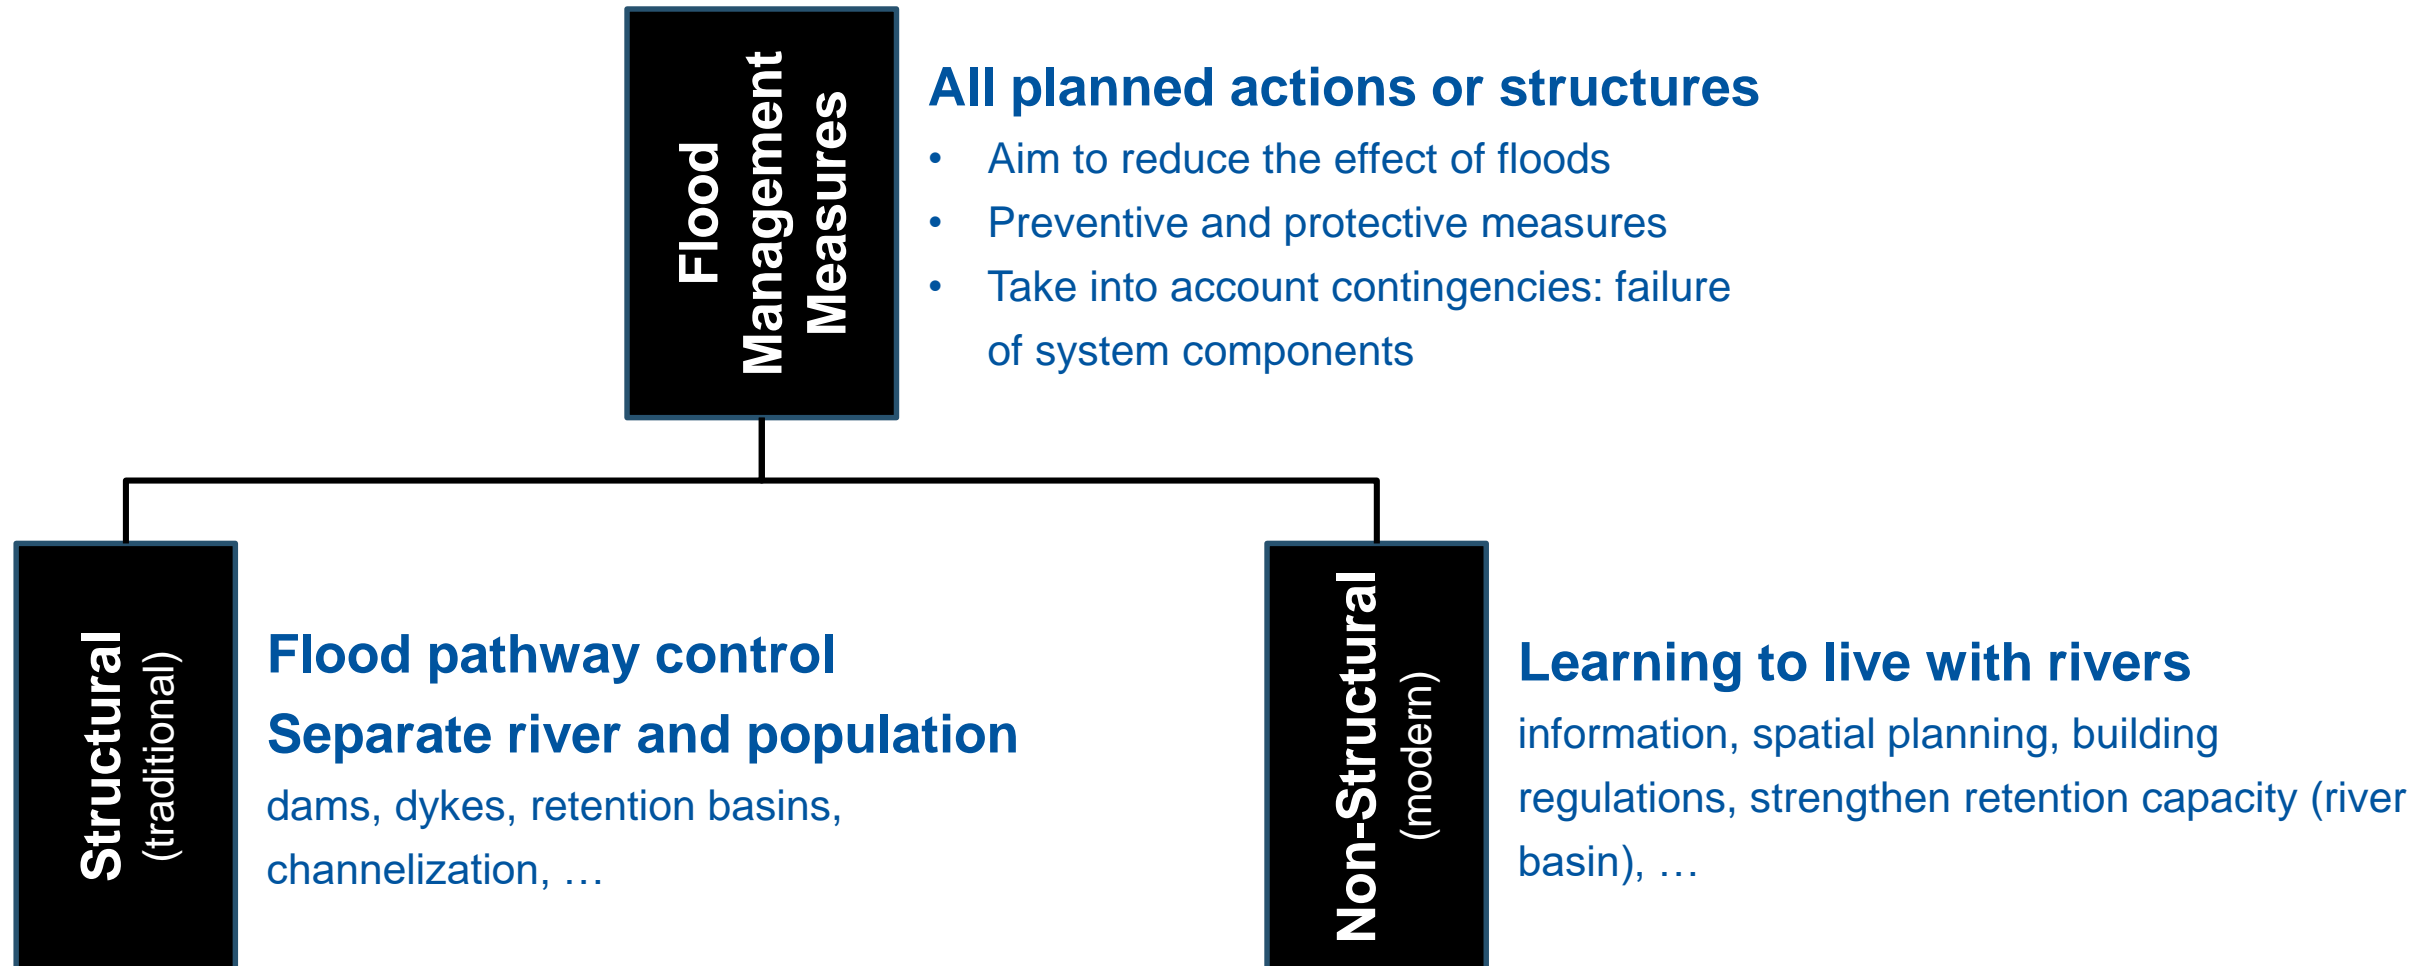 Flood
Management
Measures
All planned actions or structures
• Aim to reduce the effect of floods
• Preventive and protective measures
• Take into account contingencies: failure
of system components
Structural
(traditional)
Flood pathway control
Separate river and population
dams, dykes, retention basins,
channelization, …
Non-Structural
(modern)
Learning to live with rivers
information, spatial planning, building
regulations, strengthen retention capacity (river
basin), …